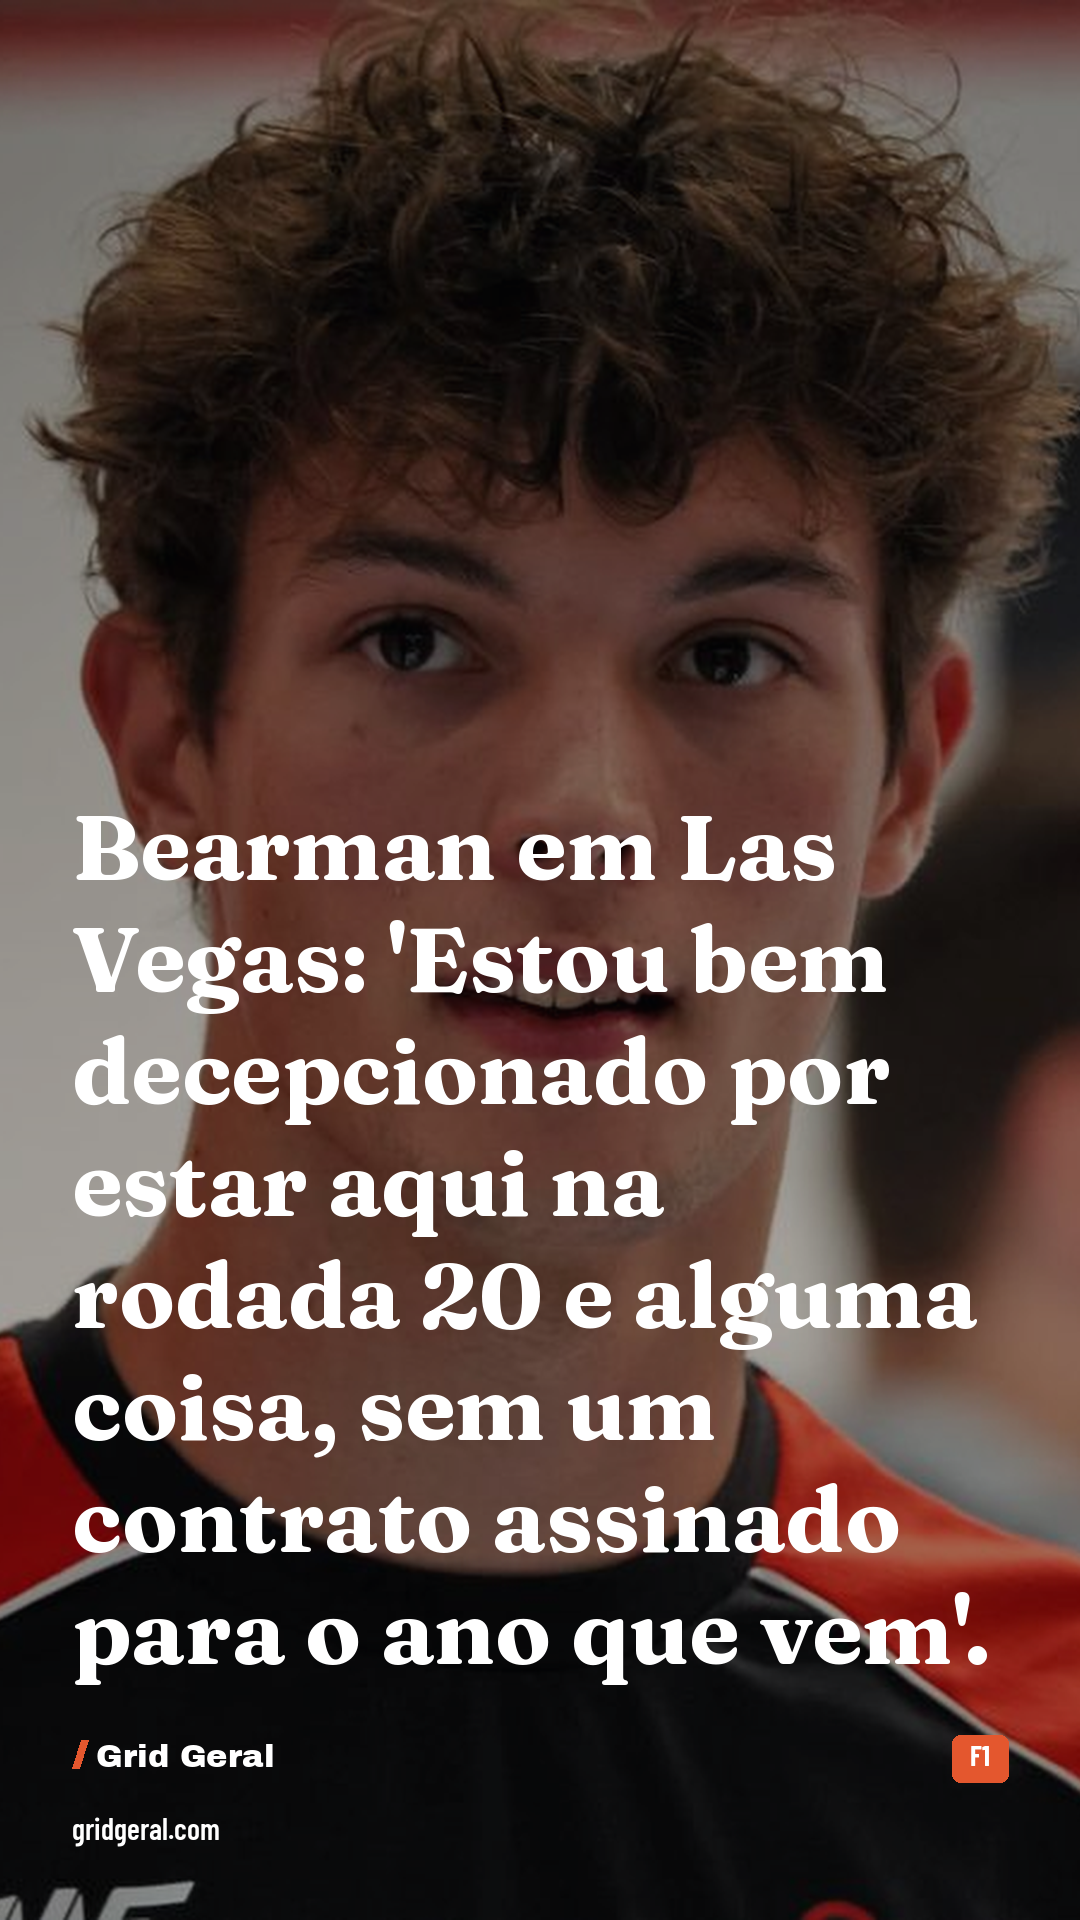 Bearman em Las
Vegas: 'Estou bem
decepcionado por
estar aqui na
rodada 20 e alguma
coisa, sem um
contrato assinado
para o ano que vem'.
/ Grid Geral
F1
gridgeral.com